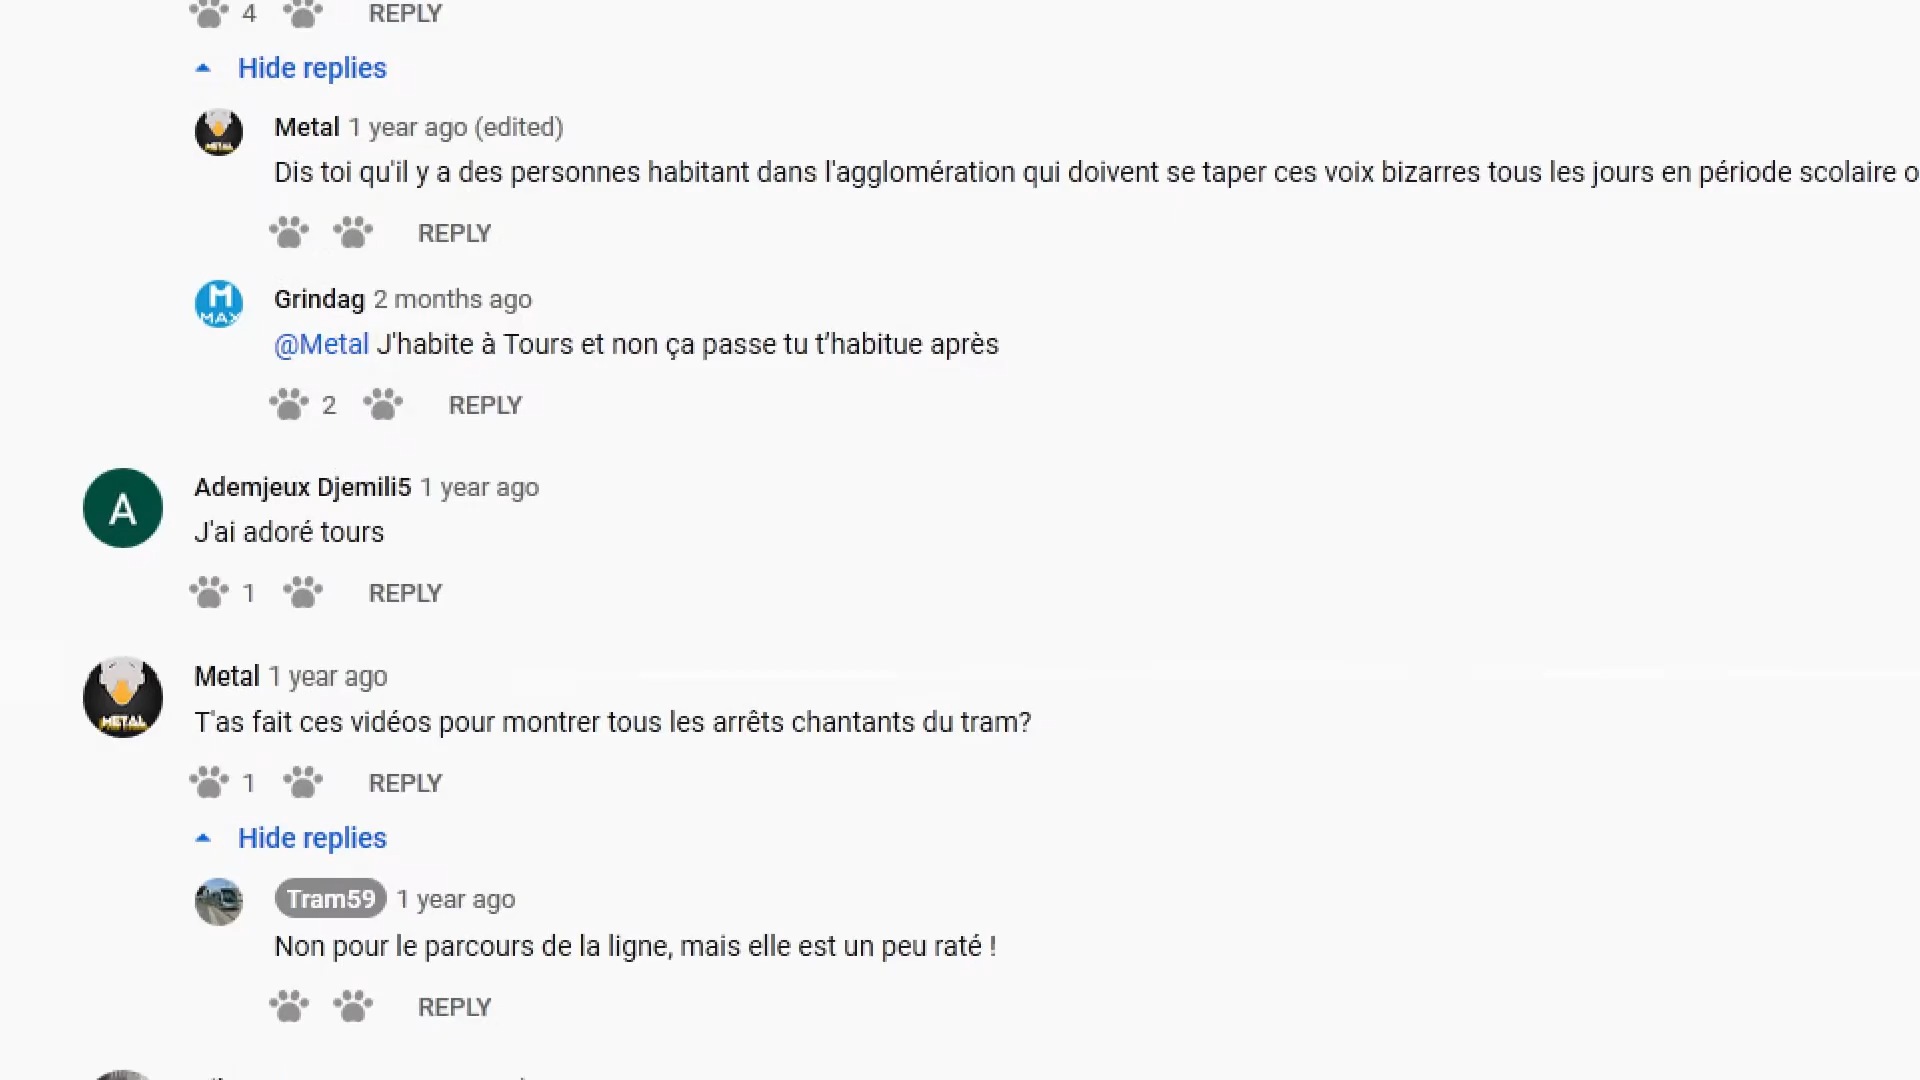 4 REPLY
Hide replies
Metal 1 year ago (edited)
Dis toi qu'il y a des personnes habitant dans l'agglomération qui doivent se taper ces voix bizarres tous les jours en période scolaire
REPLY
M MAX
Grindag 2 months ago
@Metal J'habite à Tours et non ça passe tu t’habitue après
2 REPLY
A
Ademjeux Djemili5 1 year ago
J'ai adoré tours
1 REPLY
METAL
Metal 1 year ago
T'as fait ces vidéos pour montrer tous les arrêts chantants du tram?
1 REPLY
Hide replies
Tram59 1 year ago
Non pour le parcours de la ligne, mais elle est un peu raté !
REPLY